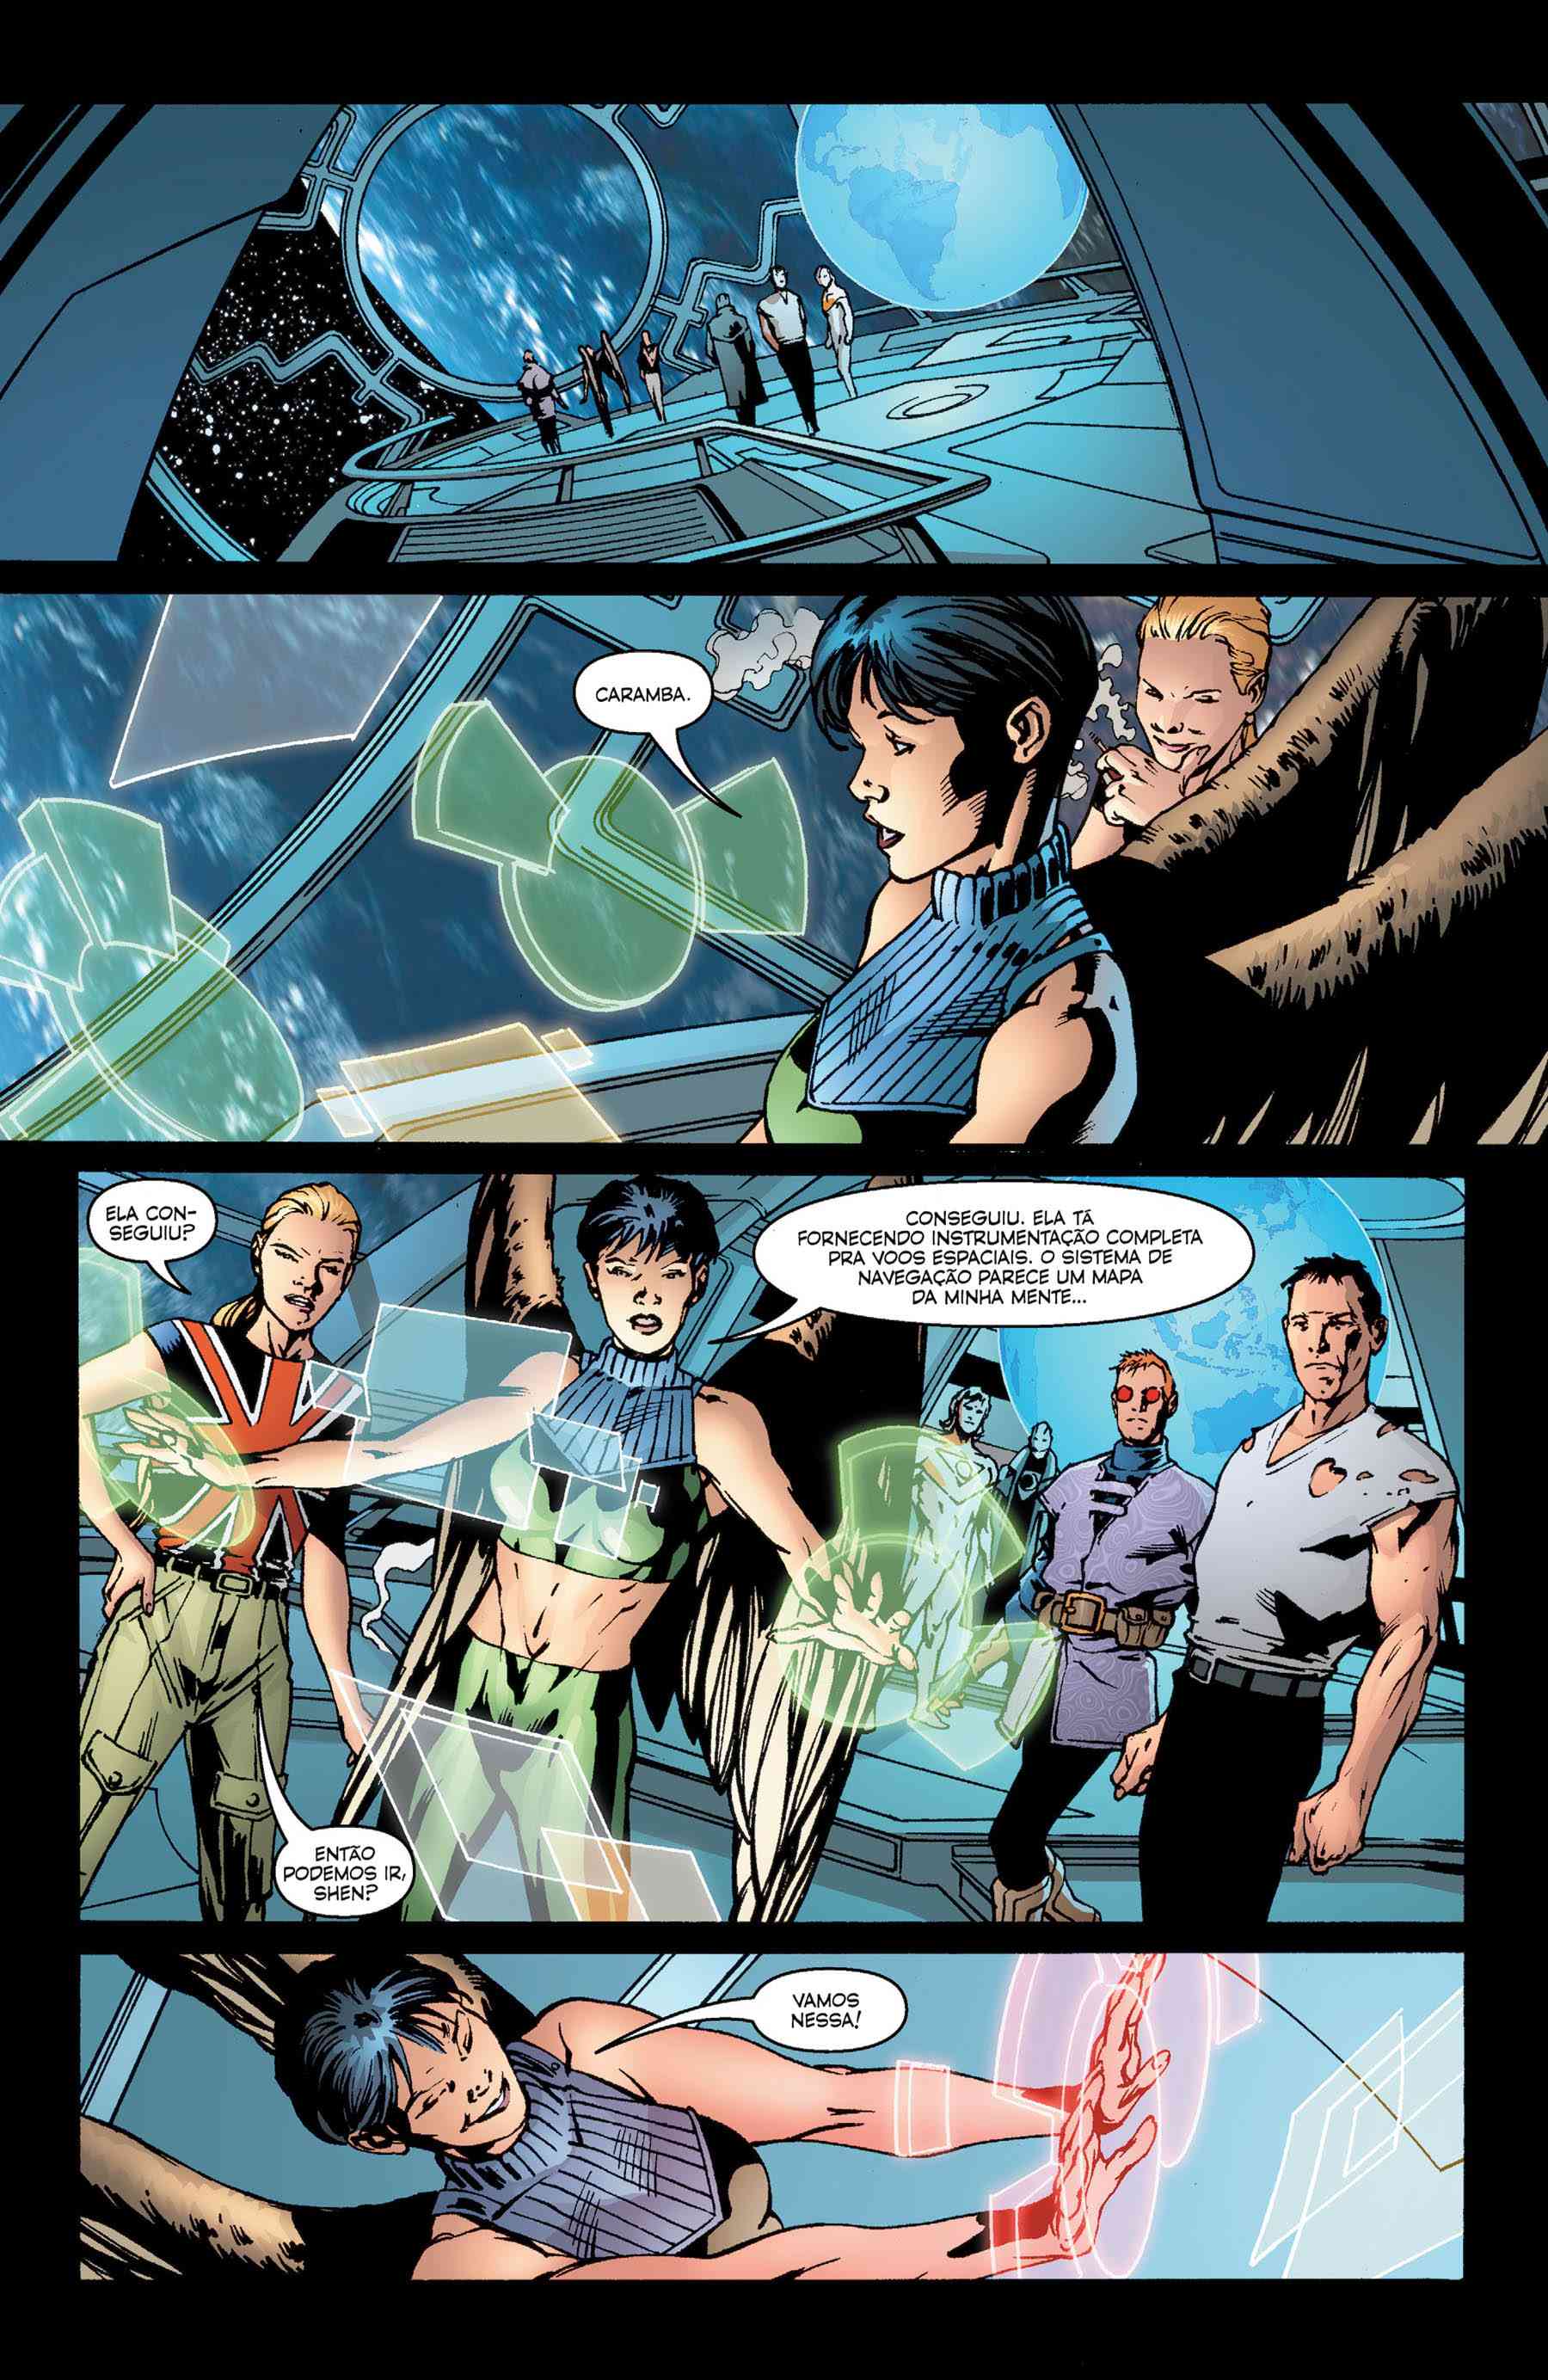 CARAMBA.
ELA CON-
SEGUIU?
CONSEGUIU. ELA TÁ
FORNECENDO INSTRUMENTAÇÃO COMPLETA
PRA VOOS ESPACIAIS. O SISTEMA DE
NAVEGAÇÃO PARECE UM MAPA
DA MINHA MENTE...
ENTÃO
PODEMOS IR,
SHEN?
VAMOS
NESSA!